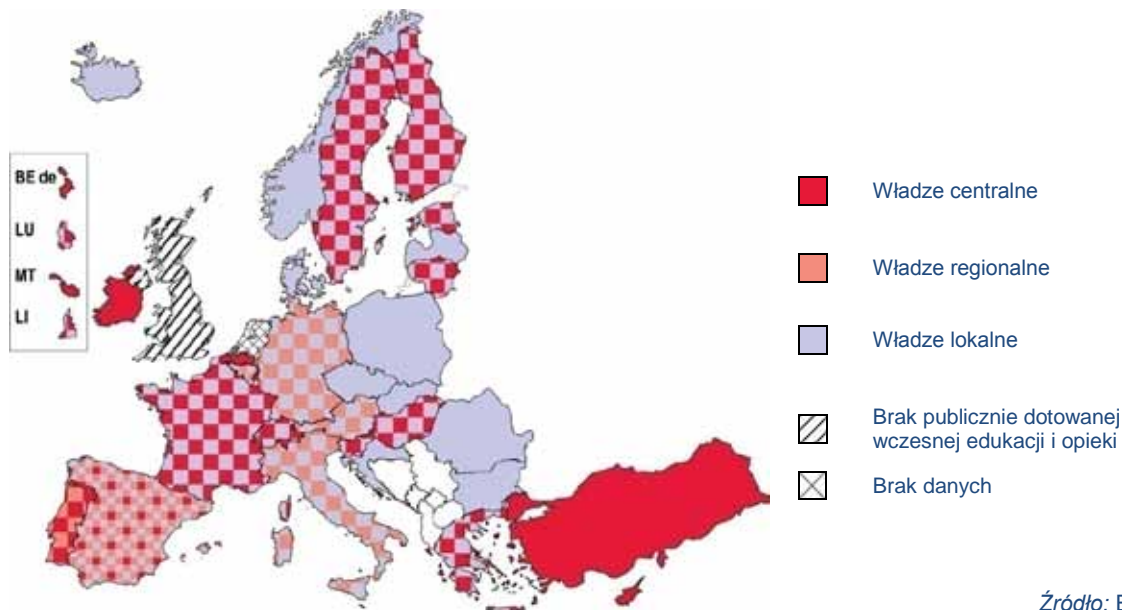 BE de
LU
MT
LI
Władze centralne
Władze regionalne
Władze lokalne
Brak publicznie dotowanej
wczesnej edukacji i opieki
Brak danych
Źródło: E